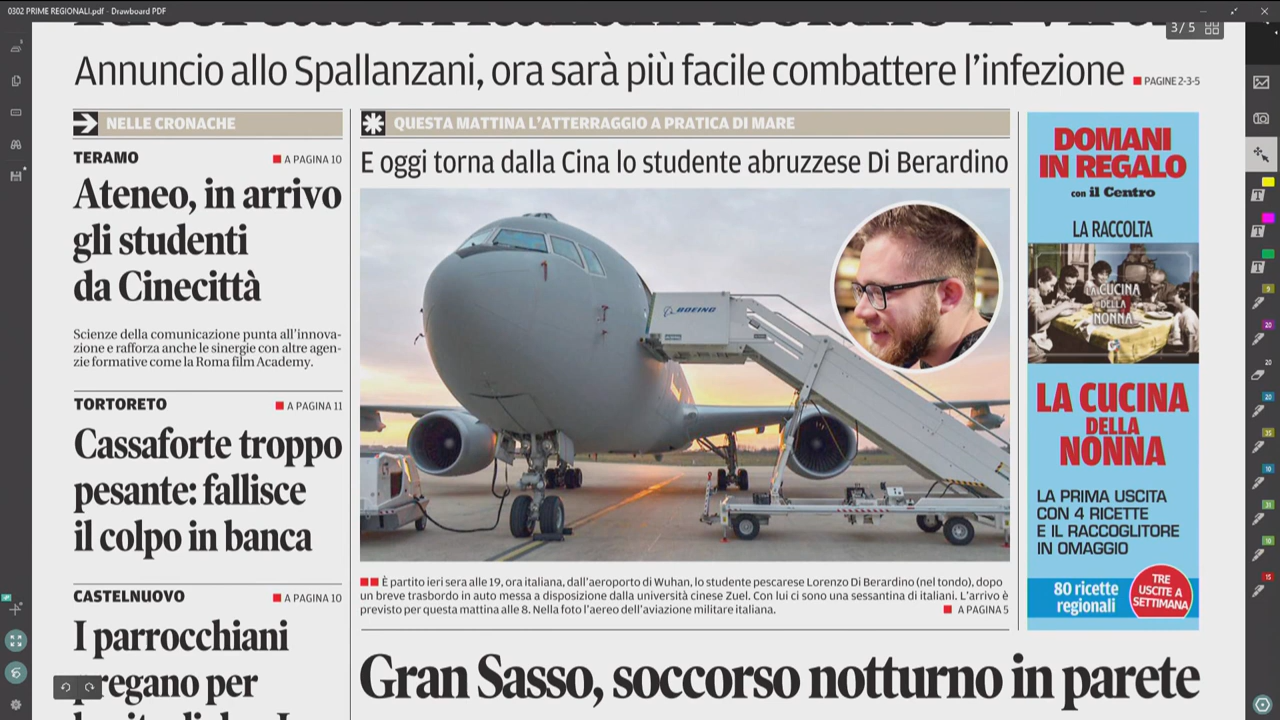 0302 PRIME REGIONALI.pdf - Drawboard PDF
3 / 5
Annuncio allo Spallanzani, ora sarà più facile combattere l'infezione
PAGINE 2-3-5
NELLE CRONACHE
TERAMO
A PAGINA 10
Ateneo, in arrivo
gli studenti
da Cinecittà
Scienze della comunicazione punta all'innova-
zione e rafforza anche le sinergie con altre agen-
zie formative come la Roma film Academy.
TORTORETO
A PAGINA 11
Cassaforte troppo
pesante: fallisce
il colpo in banca
CASTELNUOVO
A PAGINA 10
I parrocchiani
pregano per
QUESTA MATTINA L'ATTERRAGGIO A PRATICA DI MARE
E oggi torna dalla Cina lo studente abruzzese Di Berardino
BOEING
È partito ieri sera alle 19, ora italiana, dall'aeroporto di Wuhan, lo studente pescarese Lorenzo Di Berardino (nel tondo), dopo
un breve trasbordo in auto messa a disposizione dalla università cinese Zuel. Con lui ci sono una sessantina di italiani. L'arrivo è
previsto per questa mattina alle 8. Nella foto l'aereo dell'aviazione militare italiana.
A PAGINA 5
Gran Sasso, soccorso notturno in parete
DOMANI
IN REGALO
con il Centro
LA RACCOLTA
LA CUCINA
DELLA
NONNA
LA CUCINA
DELLA
NONNA
LA PRIMA USCITA
CON 4 RICETTE
E IL RACCOGLITORE
IN OMAGGIO
80 ricette
regionali
TRE
USCITE A
SETTIMANA